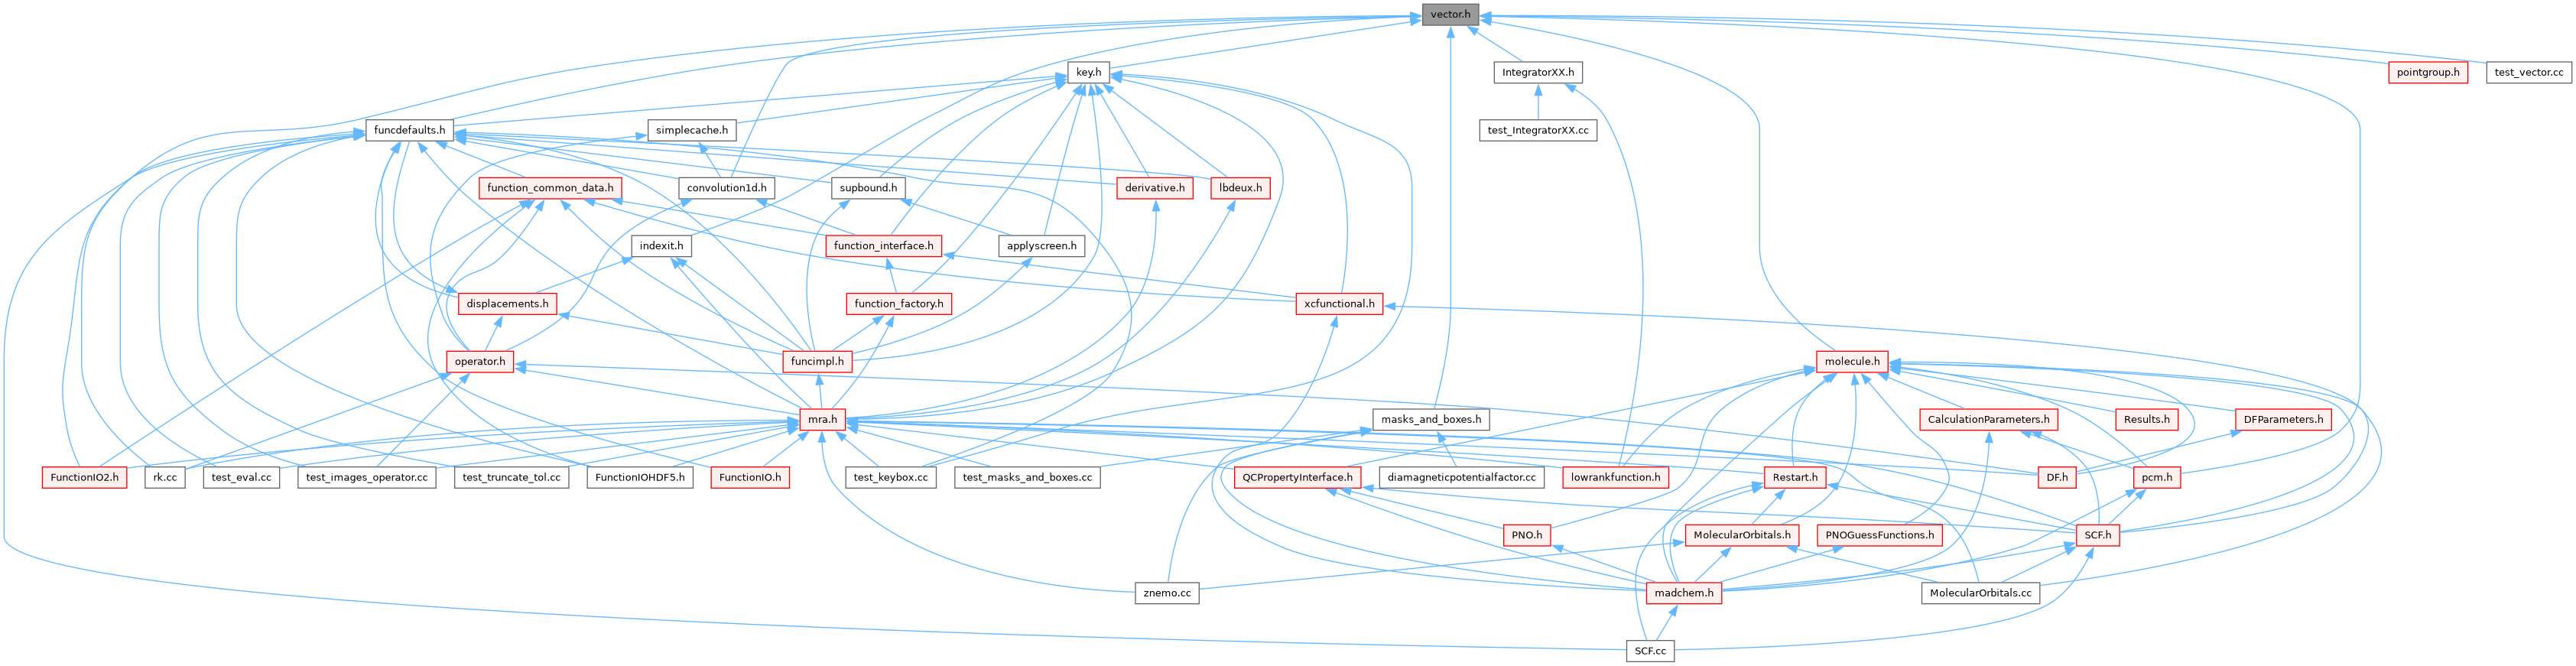 vector.h
key.h
IntegratorXX.h
pointgroup.h
test_vector.cc
funcdefaults.h
simplecache.h
test_IntegratorXX.cc
function_common_data.h
convolution1d.h
supbound.h
derivative.h
lbdeux.h
indexit.h
function_interface.h
applyscreen.h
displacements.h
function_factory.h
xcfunctional.h
operator.h
funcimpl.h
molecule.h
mra.h
masks_and_boxes.h
CalculationParameters.h
Results.h
DFParameters.h
FunctionIO2.h
rk.cc
test_eval.cc
test_images_operator.cc
test_truncate_tol.cc
FunctionIOHDF5.h
FunctionIO.h
test_keybox.cc
test_masks_and_boxes.cc
QCPropertyInterface.h
diamagneticpotentialfactor.cc
lowrankfunction.h
Restart.h
DF.h
pcm.h
PNO.h
MolecularOrbitals.h
PNOGuessFunctions.h
SCF.h
znemo.cc
madchem.h
MolecularOrbitals.cc
SCF.cc